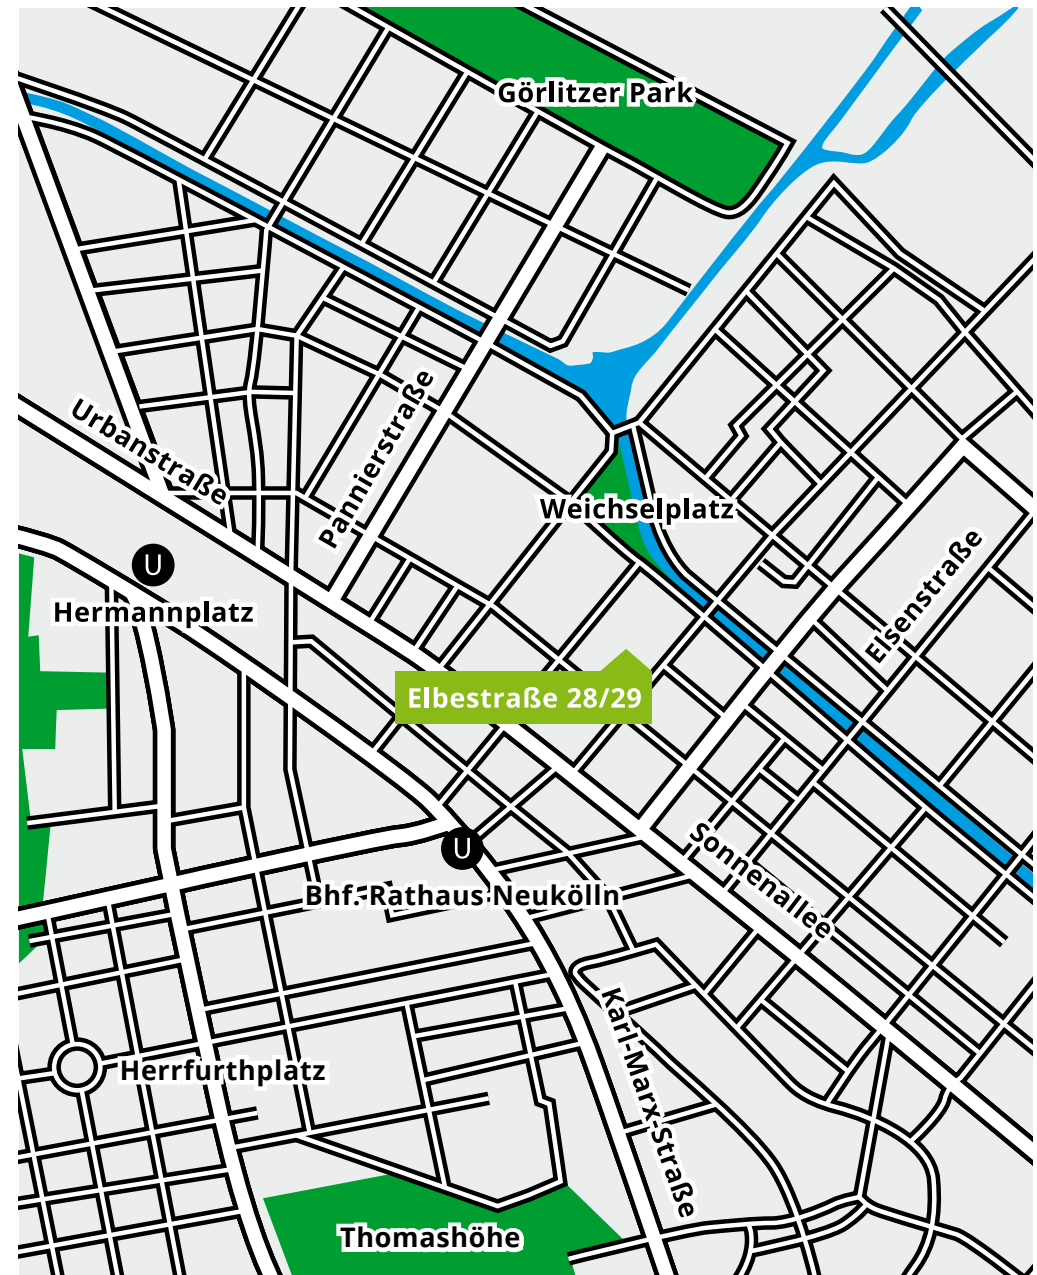 Görlitzer Park
Urbanstraße
Pannierstraße
Weichselplatz
U
Hermannplatz
Elsenstraße
Elbestraße 28/29
U
Sonnenallee
Bhf. Rathaus Neukölln
Karl-Marx-Straße
Herrfurthplatz
Thomashöhe